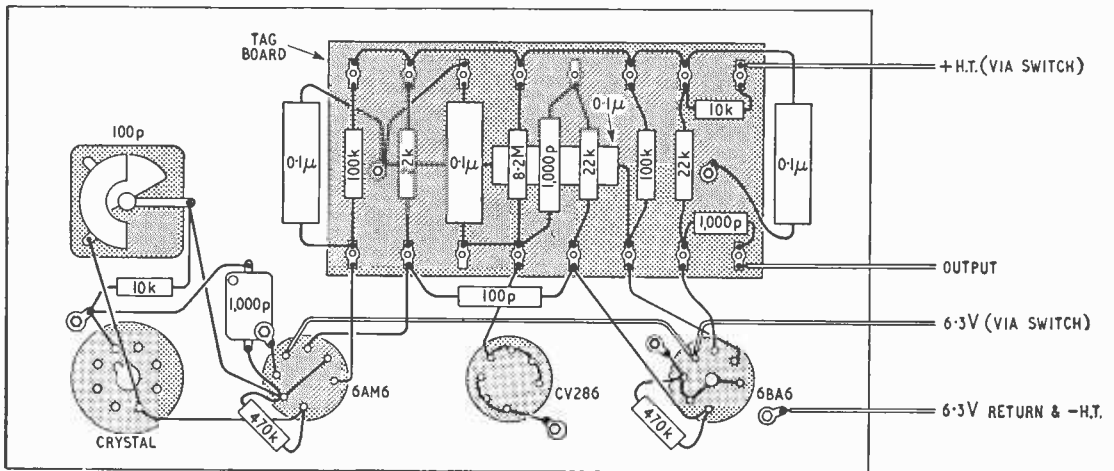 TAG
BOARD
+H.T. (VIA SWITCH)
0·1μ
10k
100p
0·1μ
100k
22k
0·1μ
8·2M
1,000p
22k
100k
22k
0·1μ
1,000p
OUTPUT
10k
1,000p
100p
6·3V (VIA SWITCH)
6AM6
CV286
6BA6
470k
470k
6·3V RETURN & -H.T.
CRYSTAL